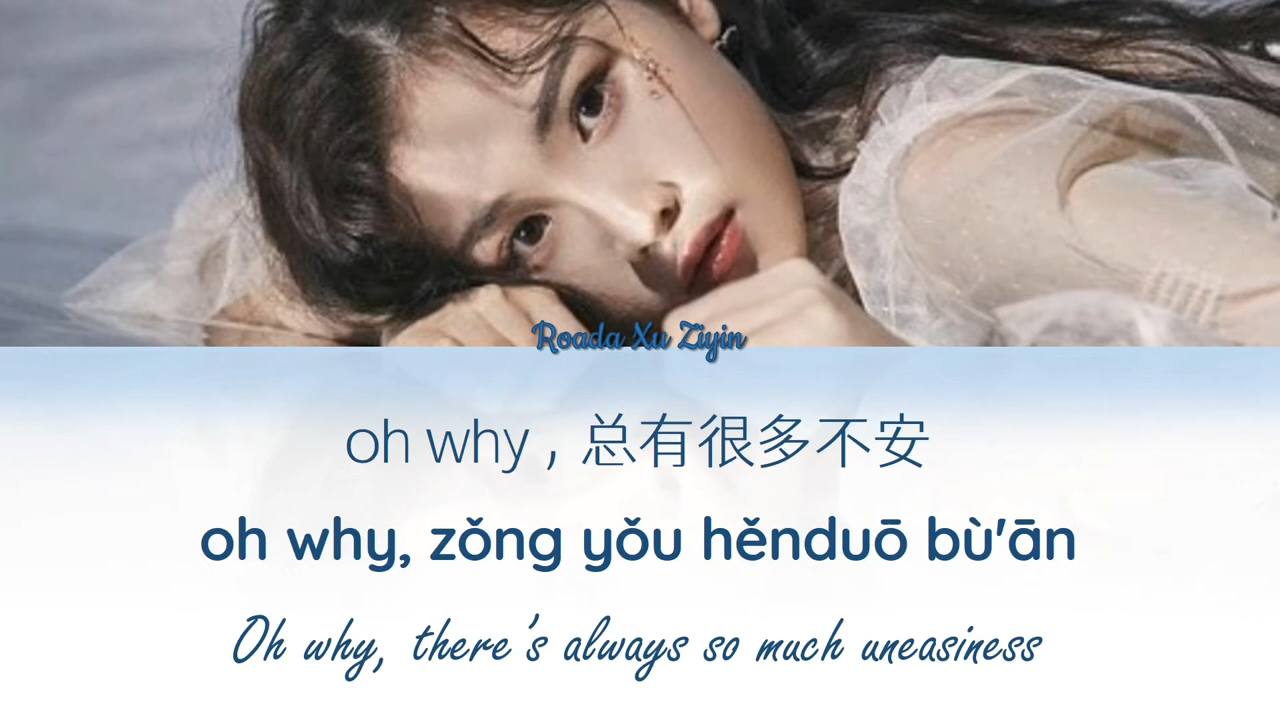 Roada Xu Ziyin
oh why , 总有很多不安
oh why, zǒng yǒu hěnduō bù'ān
Oh why, there's always so much uneasiness